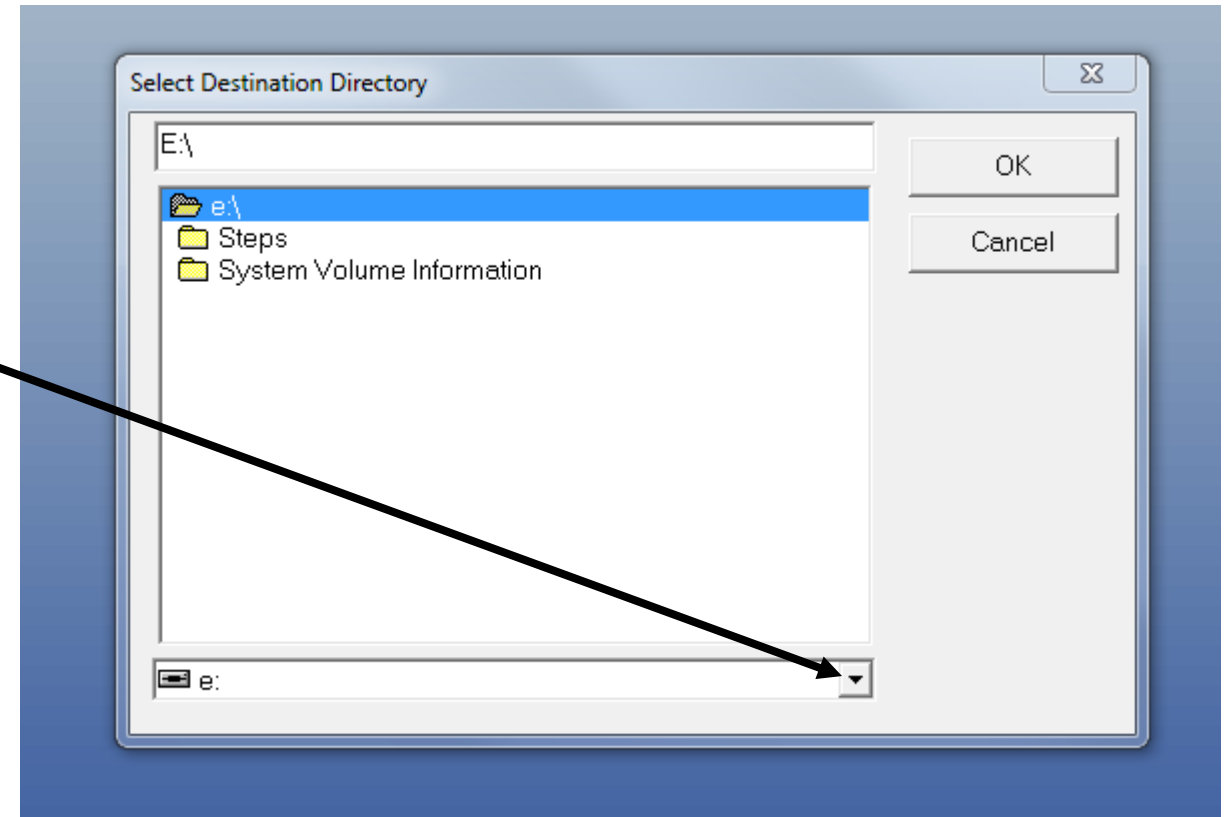 Select Destination Directory
E:\
OK
e:\
Steps
Cancel
System Volume Information
e: